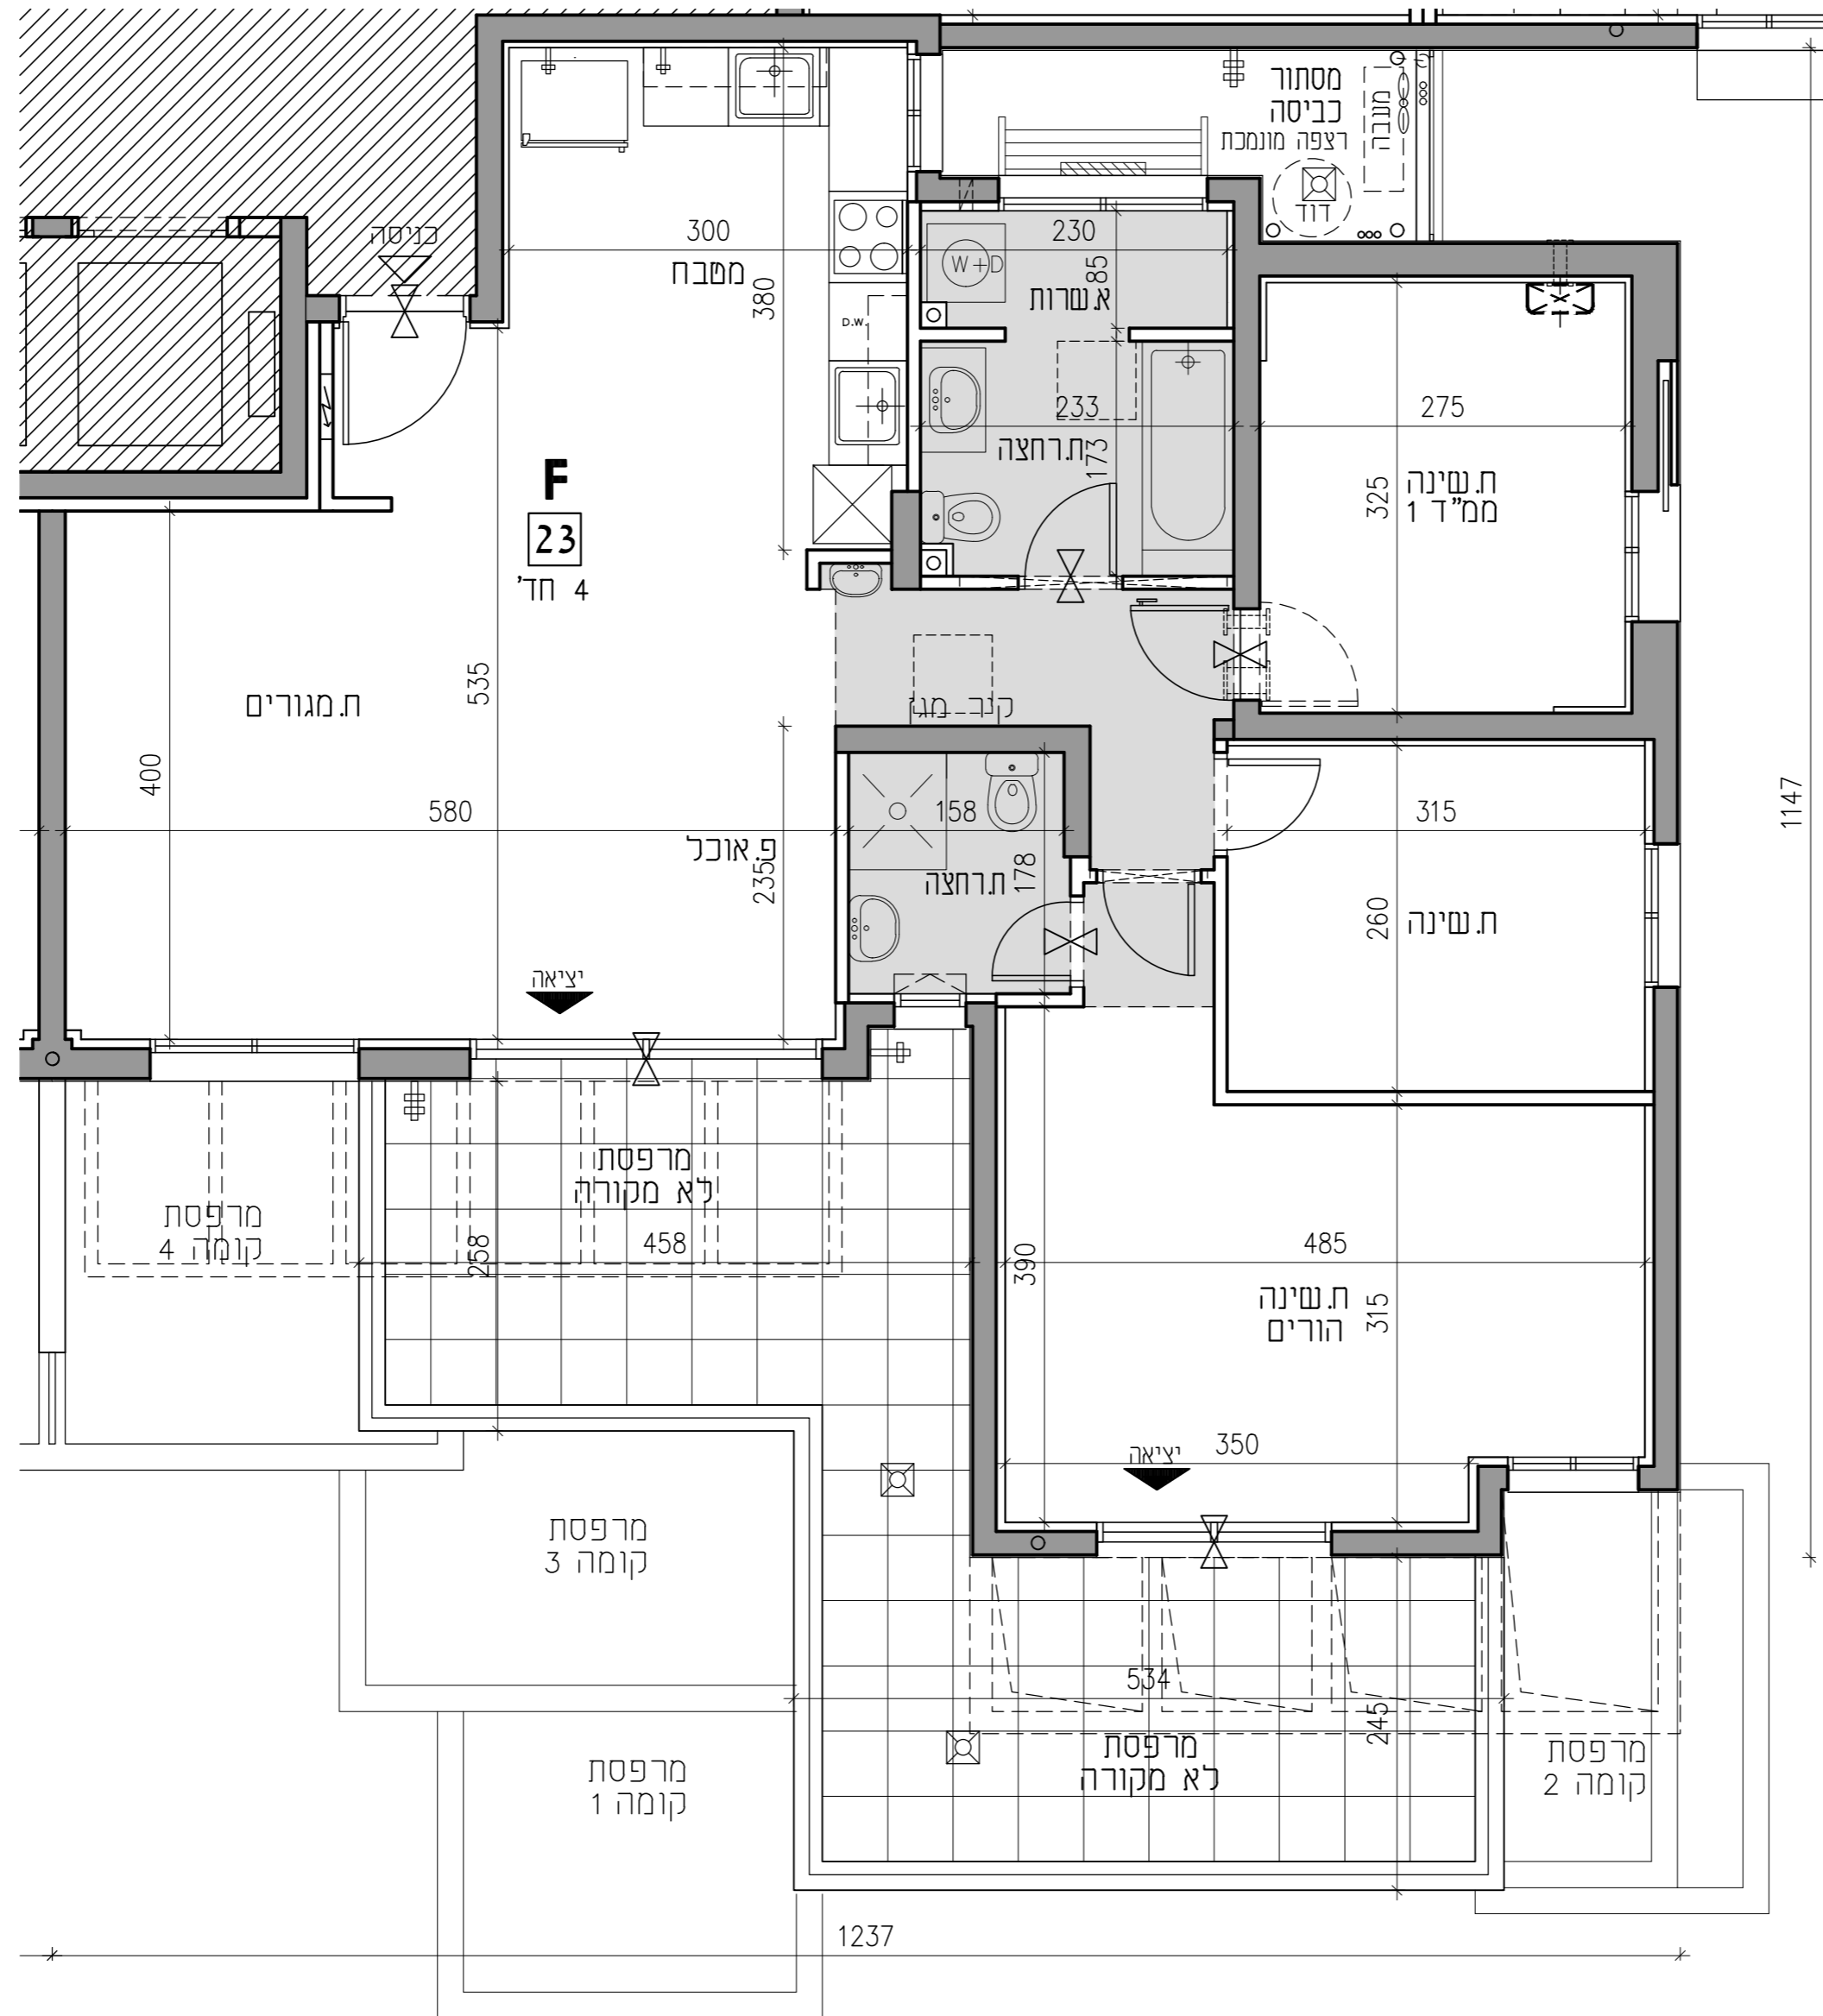 מסתור
כביסה
רצפה מונמכת
מעבה
דוד
כניסה
300
מטבח
380
230
W+D
85
א.שרות
D.W.
233
ח.רחצה
173
275
325
ח.שינה
ממ"ד 1
F
23
4 חד'
535
ח.מגורים
400
580
פ.אוכל
235
158
178
ח.רחצה
315
260
ח.שינה
1147
יציאה
מרפסת
לא מקורה
מרפסת
קומה 4
258
458
390
485
ח.שינה
הורים
315
יציאה
350
מרפסת
קומה 3
534
245
מרפסת
לא מקורה
מרפסת
קומה 1
מרפסת
קומה 2
1237